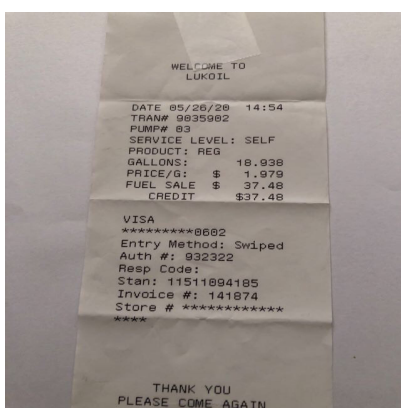 WELCOME TO
LUKOIL
DATE 05/26/20 14:54
TRAN# 9035902
PUMP# 03
SERVICE LEVEL: SELF
PRODUCT: REG
GALLONS: 18.938
PRICE/G: $ 1.979
FUEL SALE $ 37.48
CREDIT $37.48
VISA
*********0602
Entry Method: Swiped
Auth #: 932322
Resp Code:
Stan: 11511094185
Invoice #: 141874
Store # ************
****
THANK YOU
PLEASE COME AGAIN